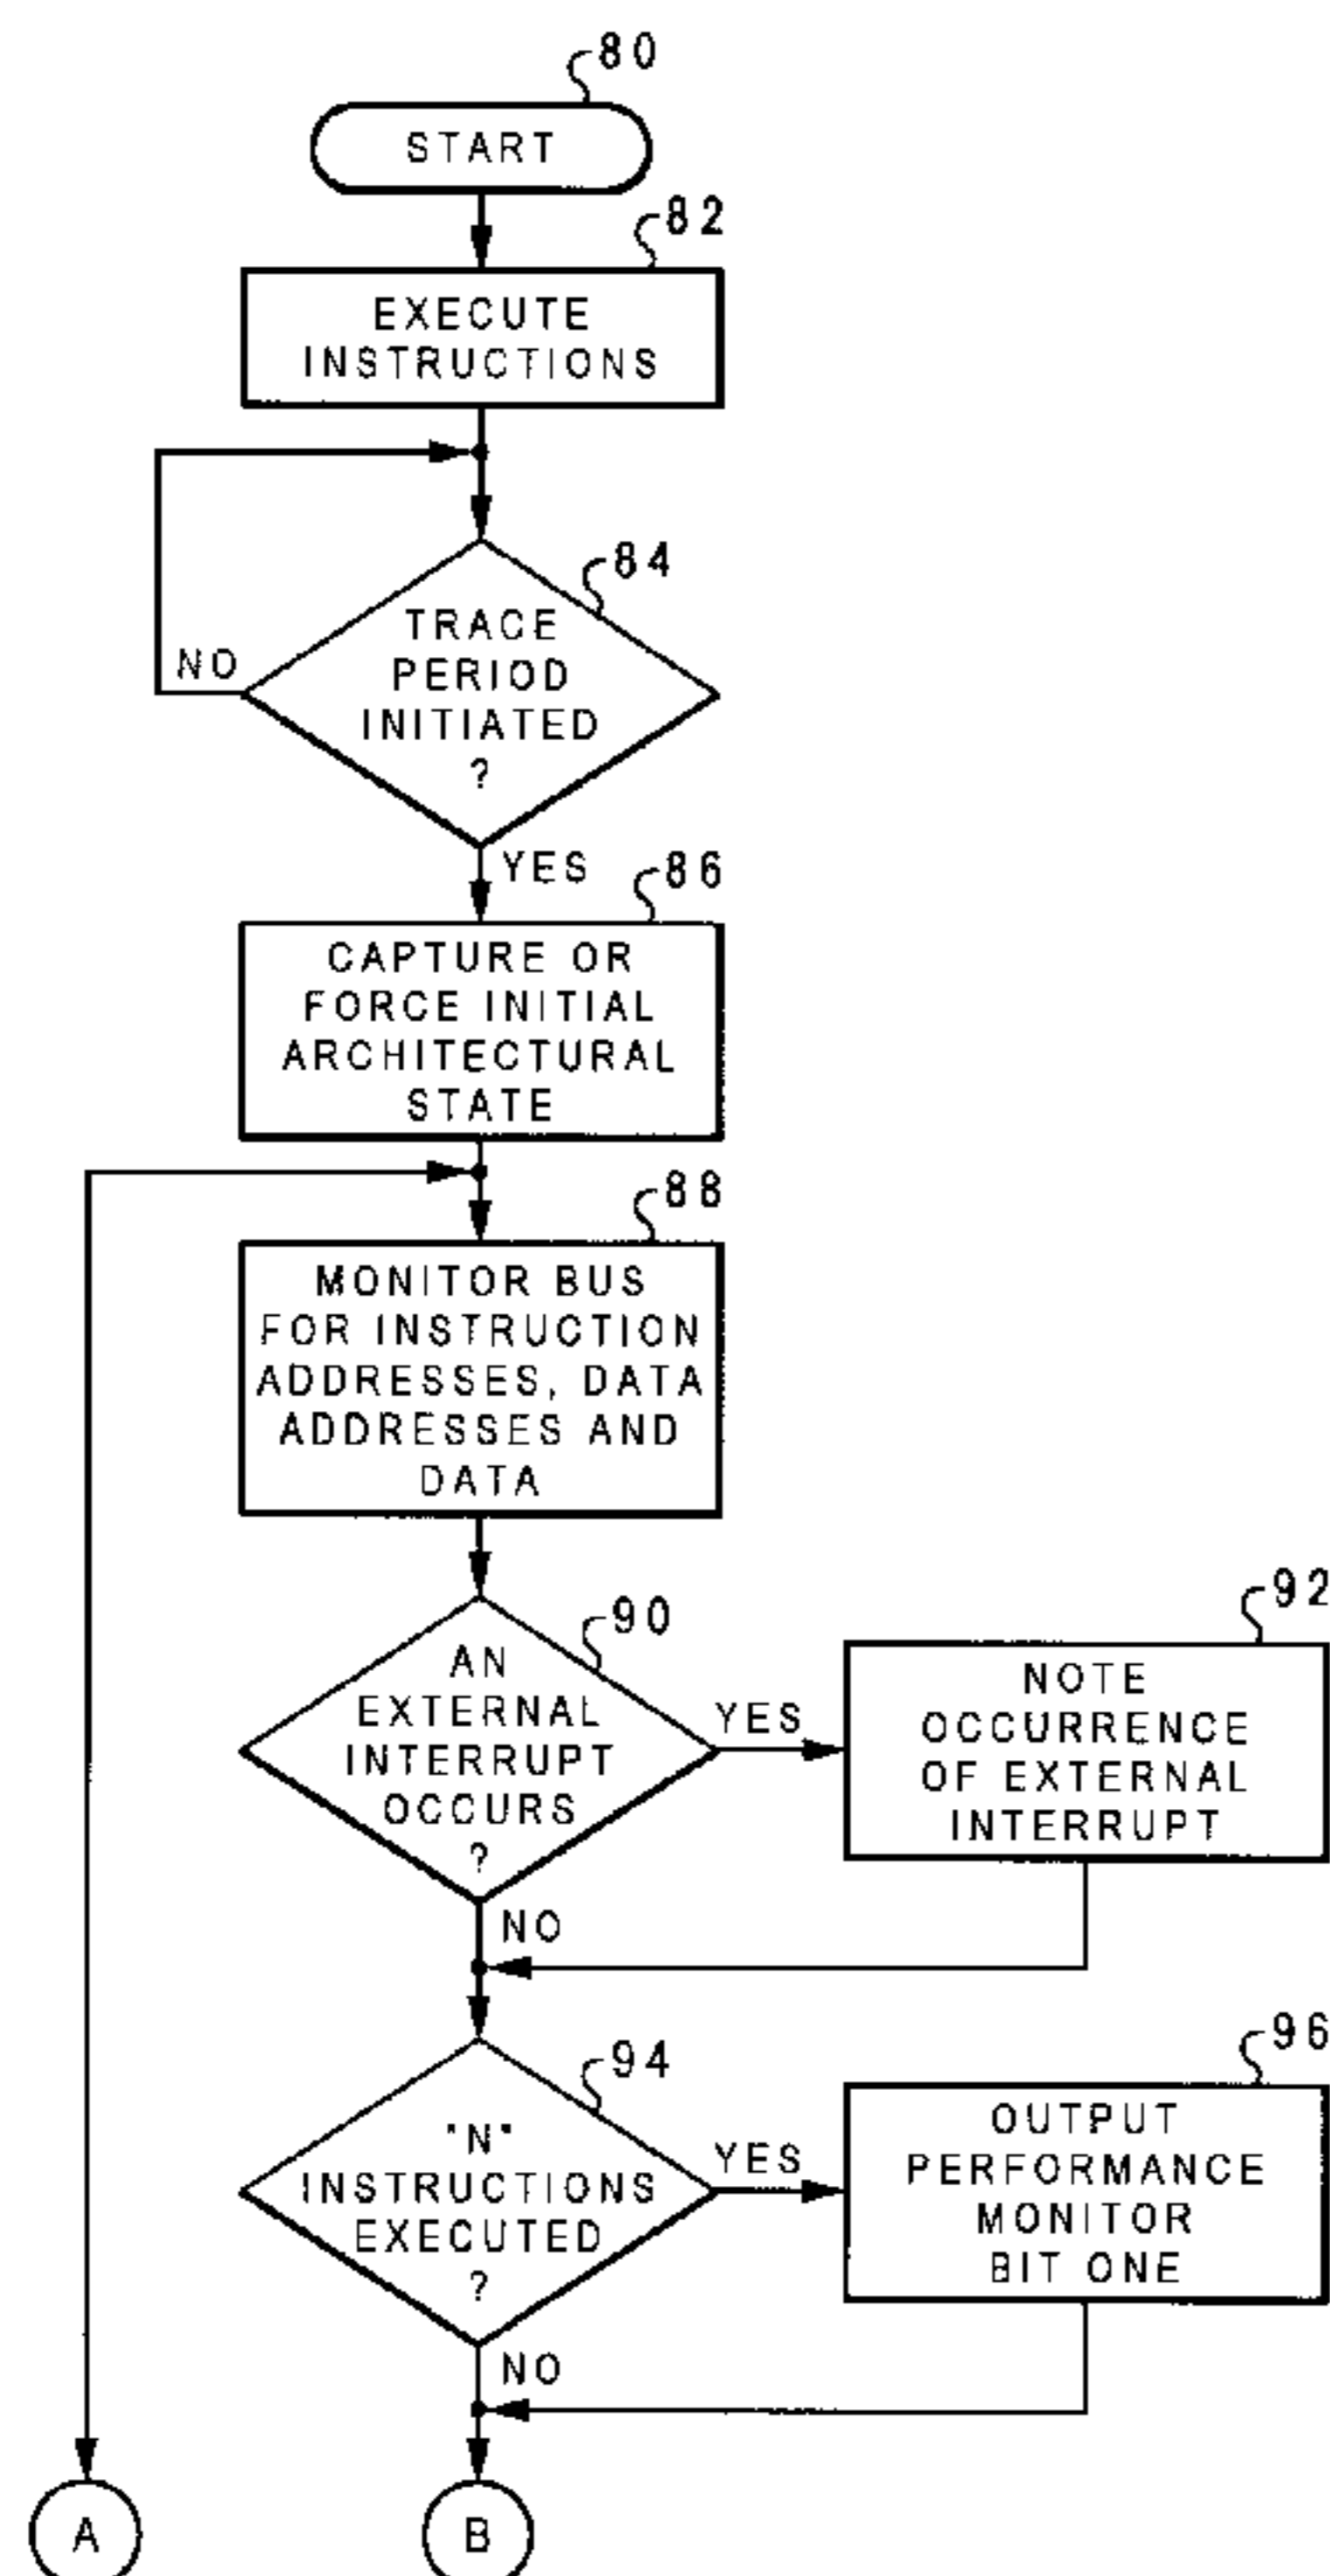 80
START
82
EXECUTE
INSTRUCTIONS
84
TRACE
PERIOD
INITIATED
?
NO
YES
86
CAPTURE OR
FORCE INITIAL
ARCHITECTURAL
STATE
88
MONITOR BUS
FOR INSTRUCTION
ADDRESSES, DATA
ADDRESSES AND
DATA
90
AN
EXTERNAL
INTERRUPT
OCCURS
?
YES
92
NOTE
OCCURRENCE
OF EXTERNAL
INTERRUPT
NO
94
"N"
INSTRUCTIONS
EXECUTED
?
YES
96
OUTPUT
PERFORMANCE
MONITOR
BIT ONE
NO
A
B